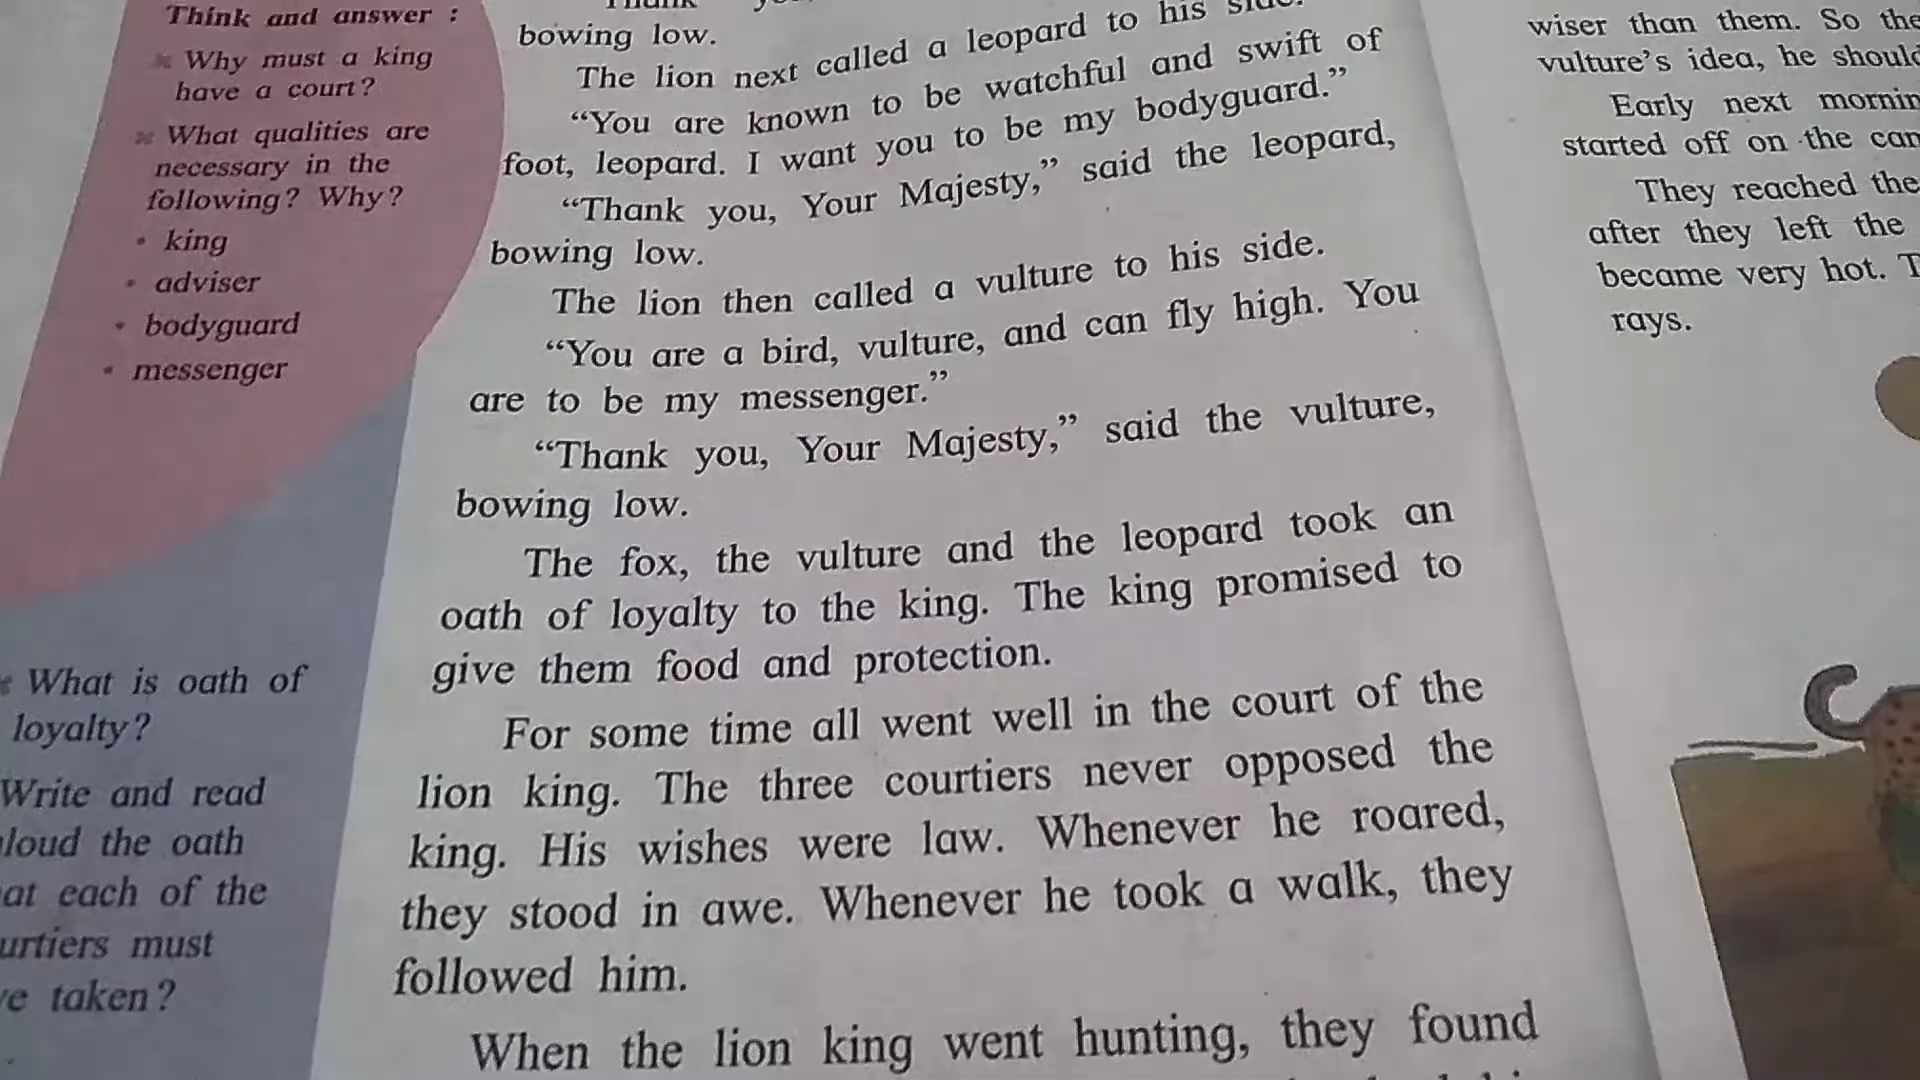 Think and answer :
Why must a king
have a court?
What qualities are
necessary in the
following? Why?
• king
• adviser
• bodyguard
• messenger
What is oath of
loyalty?
Write and read
the oath
each of the
must
taken?
Thank
bowing low.
The lion next called a leopard to his side.
“You are known to be watchful and swift of
foot, leopard. I want you to be my bodyguard.”
“Thank you, Your Majesty,” said the leopard,
bowing low.
The lion then called a vulture to his side.
“You are a bird, vulture, and can fly high. You
are to be my messenger.”
“Thank you, Your Majesty,” said the vulture,
bowing low.
The fox, the vulture and the leopard took an
oath of loyalty to the king. The king promised to
give them food and protection.
For some time all went well in the court of the
lion king. The three courtiers never opposed the
king. His wishes were law. Whenever he roared,
they stood in awe. Whenever he took a walk, they
followed him.
When the lion king went hunting, they found
wiser than them. So the
vulture’s idea, he should
Early next
started off on the
They reached the
after they left the
became very hot.
rays.